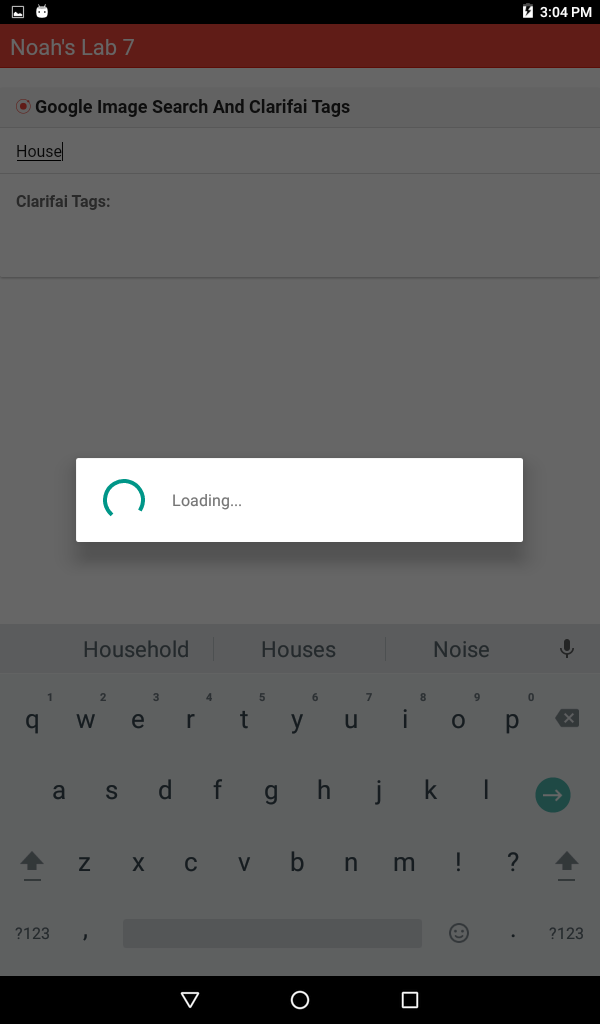 3:04 PM
Noah's Lab 7
Google Image Search And Clarifai Tags
House
Clarifai Tags:
Loading...
Household Houses Noise
1 2 3 4 5 6 7 8 9 0
q w e r t y u i o p
a s d f g h j k l
z x c v b n m ! ?
?123 , . ?123